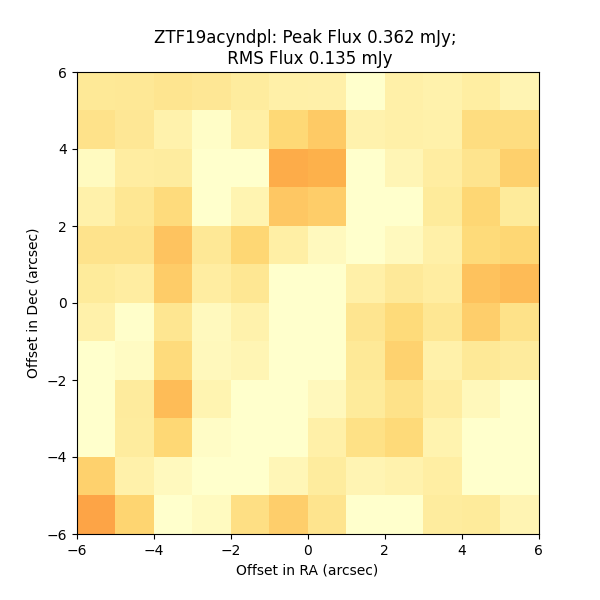 ZTF19acyndpl: Peak Flux 0.362 mJy;
RMS Flux 0.135 mJy
6
4
2
0
−2
−4
−6
Offset in Dec (arcsec)
−6 −4 −2 0 2 4 6
Offset in RA (arcsec)